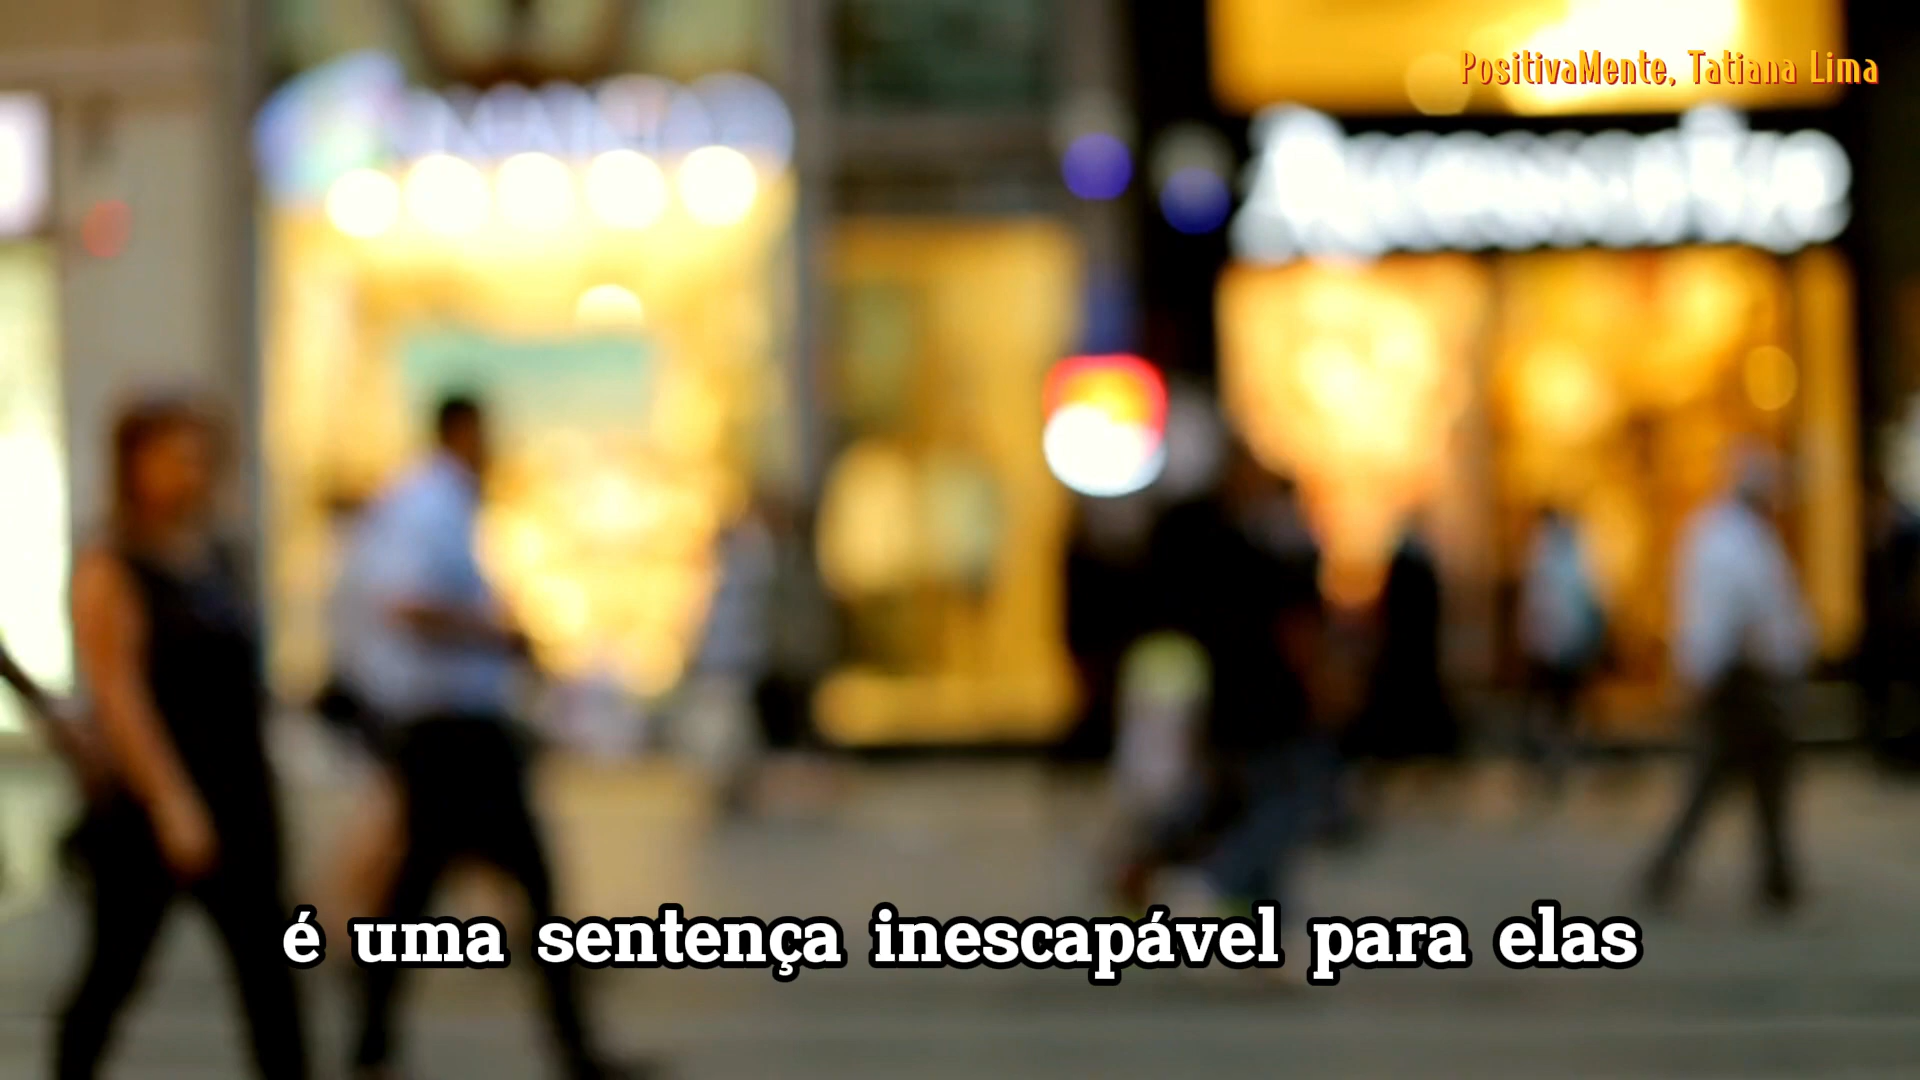 PositivaMente, Tatiana Lima
é uma sentença inescapável para elas